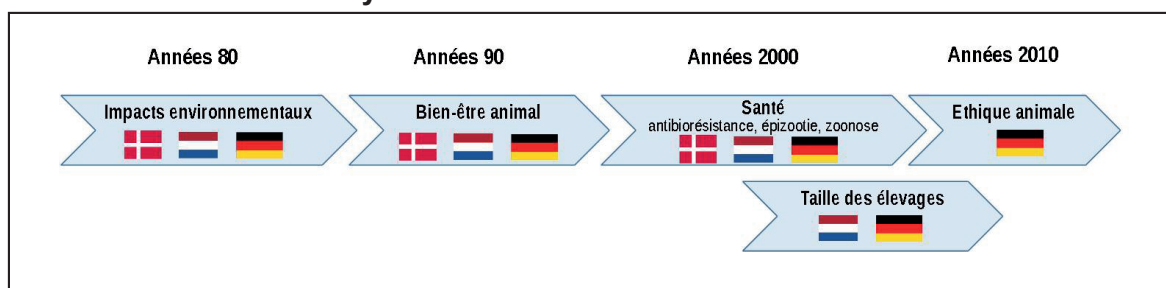 Années 80
Années 90
Années 2000
Années 2010
Impacts environnementaux
Bien-être animal
Santé
antibiorésistance, épizootie, zoonose
Ethique animale
Taille des élevages